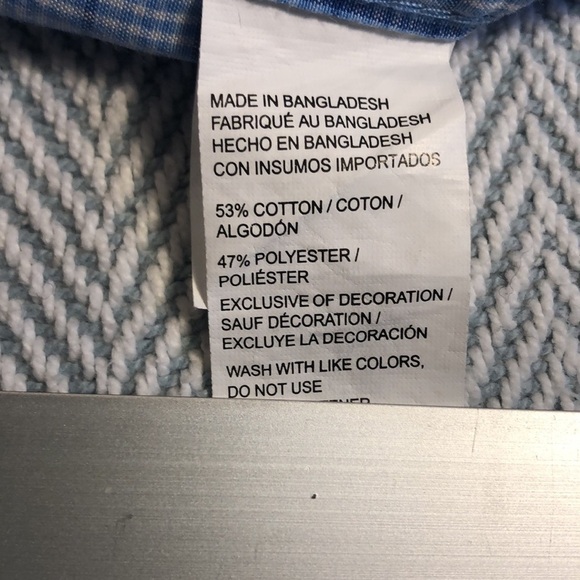 MADE IN BANGLADESH
FABRIQUÉ AU BANGLADESH
HECHO EN BANGLADESH
CON INSUMOS IMPORTADOS
53% COTTON / COTON /
ALGODÓN
47% POLYESTER /
POLIÉSTER
EXCLUSIVE OF DECORATION /
SAUF DÉCORATION /
EXCLUYE LA DECORACIÓN
WASH WITH LIKE COLORS,
DO NOT USE